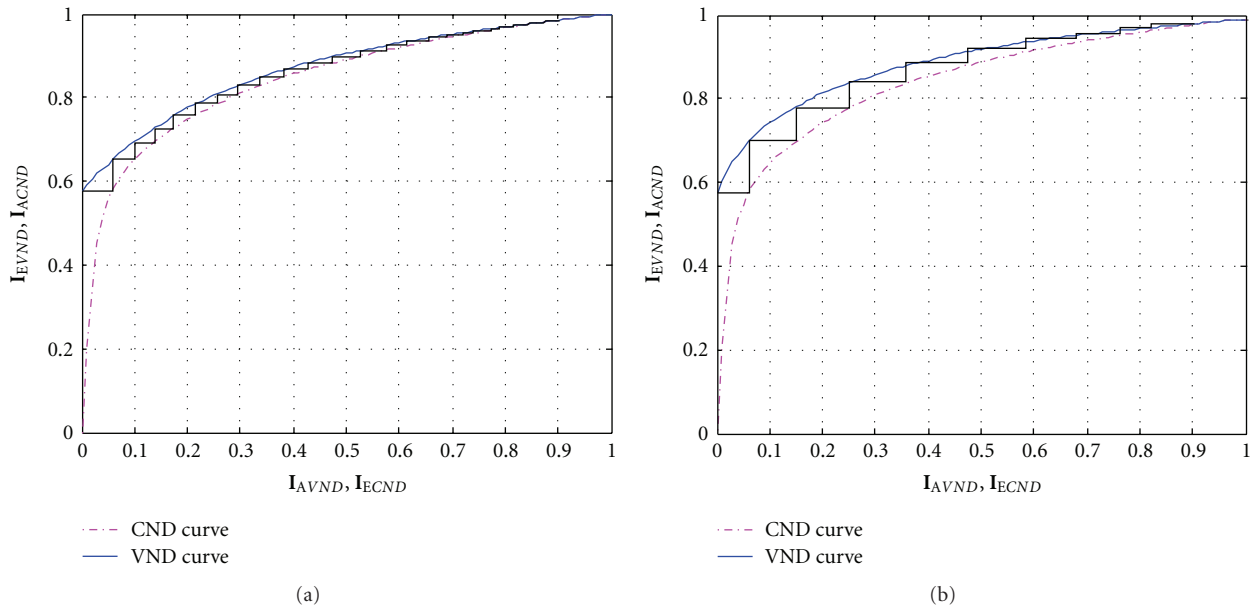 1
0.8
0.6
0.4
0.2
0
I_EVND, I_ACND
0 0.1 0.2 0.3 0.4 0.5 0.6 0.7 0.8 0.9 1
I_AVND, I_ECND
CND curve
VND curve
(a)
1
0.8
0.6
0.4
0.2
0
I_EVND, I_ACND
0 0.1 0.2 0.3 0.4 0.5 0.6 0.7 0.8 0.9 1
I_AVND, I_ECND
CND curve
VND curve
(b)